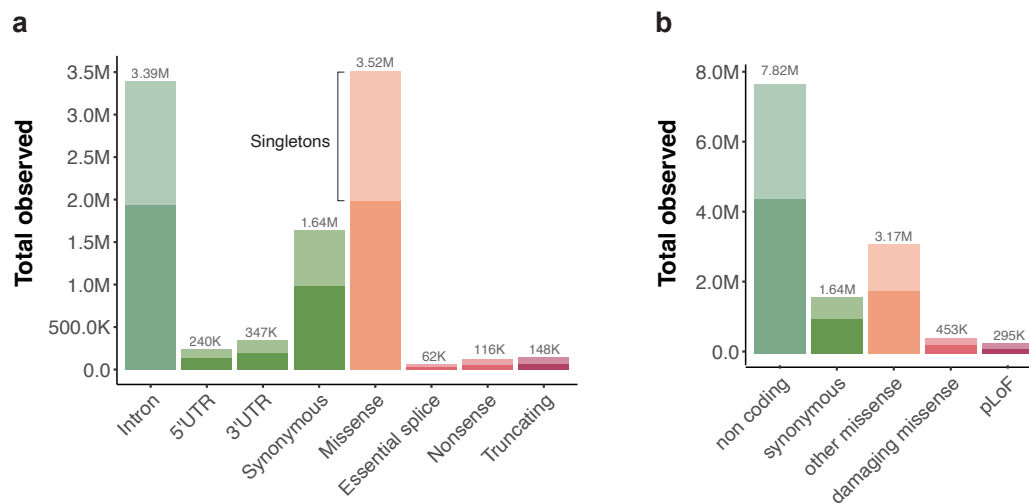 a
Total observed
3.5M
3.0M
2.5M
2.0M
1.5M
1.0M
500.0K
0.0
3.39M
240K
347K
1.64M
3.52M
62K
116K
148K
Singletons
Intron
5'UTR
3'UTR
Synonymous
Missense
Essential splice
Nonsense
Truncating
b
Total observed
8.0M
6.0M
4.0M
2.0M
0.0
7.82M
1.64M
3.17M
453K
295K
non coding
synonymous
other missense
damaging missense
pLoF